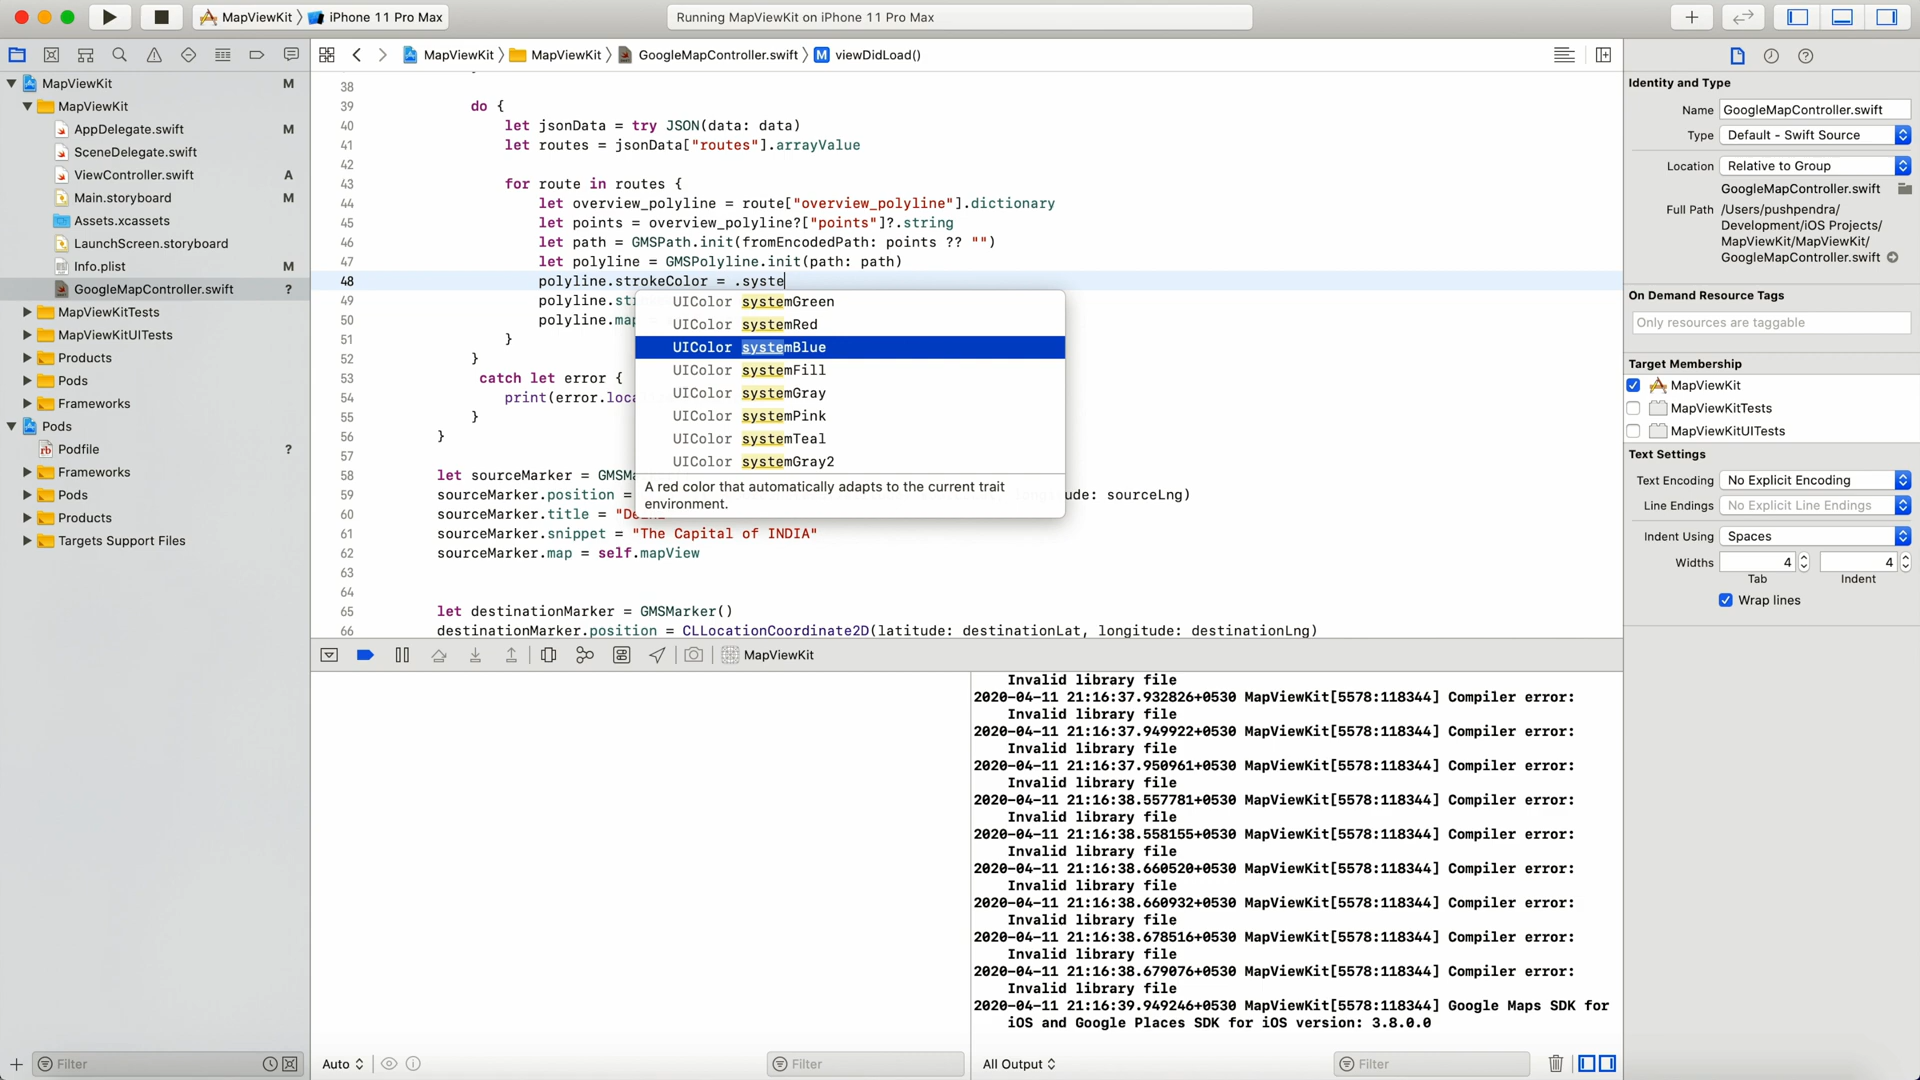 MapViewKit
iPhone 11 Pro Max
Running MapViewKit on iPhone 11 Pro Max
MapViewKit
MapViewKit
GoogleMapController.swift
M
viewDidLoad()
MapViewKit M
MapViewKit
AppDelegate.swift M
SceneDelegate.swift
ViewController.swift A
Main.storyboard M
Assets.xcassets
LaunchScreen.storyboard
Info.plist M
GoogleMapController.swift ?
MapViewKitTests
MapViewKitUITests
Products
Pods
Frameworks
Pods
rb Podfile ?
Frameworks
Pods
Products
Targets Support Files
Filter
38
39 do {
40 let jsonData = try JSON(data: data)
41 let routes = jsonData["routes"].arrayValue
42
43 for route in routes {
44 let overview_polyline = route["overview_polyline"].dictionary
45 let points = overview_polyline?["points"]?.string
46 let path = GMSPath.init(fromEncodedPath: points ?? "")
47 let polyline = GMSPolyline.init(path: path)
48 polyline.strokeColor = .syste
49 polyline.
50 polyline.map
51 }
52 }
53 catch let error {
54 print(error.loc
55 }
56 }
57
58 let sourceMarker = GMSM
59 sourceMarker.position = ude: sourceLng)
60 sourceMarker.title =
61 sourceMarker.snippet = "The Capital of INDIA"
62 sourceMarker.map = self.mapView
63
64
65 let destinationMarker = GMSMarker()
66 destinationMarker.position = CLLocationCoordinate2D(latitude: destinationLat, longitude: destinationLng)
UIColor systemGreen
UIColor systemRed
UIColor systemBlue
UIColor systemFill
UIColor systemGray
UIColor systemPink
UIColor systemTeal
UIColor systemGray2
A red color that automatically adapts to the current trait
environment.
MapViewKit
Invalid library file
2020-04-11 21:16:37.932826+0530 MapViewKit[5578:118344] Compiler error:
Invalid library file
2020-04-11 21:16:37.949922+0530 MapViewKit[5578:118344] Compiler error:
Invalid library file
2020-04-11 21:16:37.950961+0530 MapViewKit[5578:118344] Compiler error:
Invalid library file
2020-04-11 21:16:38.557781+0530 MapViewKit[5578:118344] Compiler error:
Invalid library file
2020-04-11 21:16:38.558155+0530 MapViewKit[5578:118344] Compiler error:
Invalid library file
2020-04-11 21:16:38.660520+0530 MapViewKit[5578:118344] Compiler error:
Invalid library file
2020-04-11 21:16:38.660932+0530 MapViewKit[5578:118344] Compiler error:
Invalid library file
2020-04-11 21:16:38.678516+0530 MapViewKit[5578:118344] Compiler error:
Invalid library file
2020-04-11 21:16:38.679076+0530 MapViewKit[5578:118344] Compiler error:
Invalid library file
2020-04-11 21:16:39.949246+0530 MapViewKit[5578:118344] Google Maps SDK for
iOS and Google Places SDK for iOS version: 3.8.0.0
Auto
Filter
All Output
Filter
Identity and Type
Name GoogleMapController.swift
Type Default - Swift Source
Location Relative to Group
GoogleMapController.swift
Full Path /Users/pushpendra/
Development/iOS Projects/
MapViewKit/MapViewKit/
GoogleMapController.swift
On Demand Resource Tags
Only resources are taggable
Target Membership
MapViewKit
MapViewKitTests
MapViewKitUITests
Text Settings
Text Encoding No Explicit Encoding
Line Endings No Explicit Line Endings
Indent Using Spaces
Widths 4 4
Tab Indent
Wrap lines